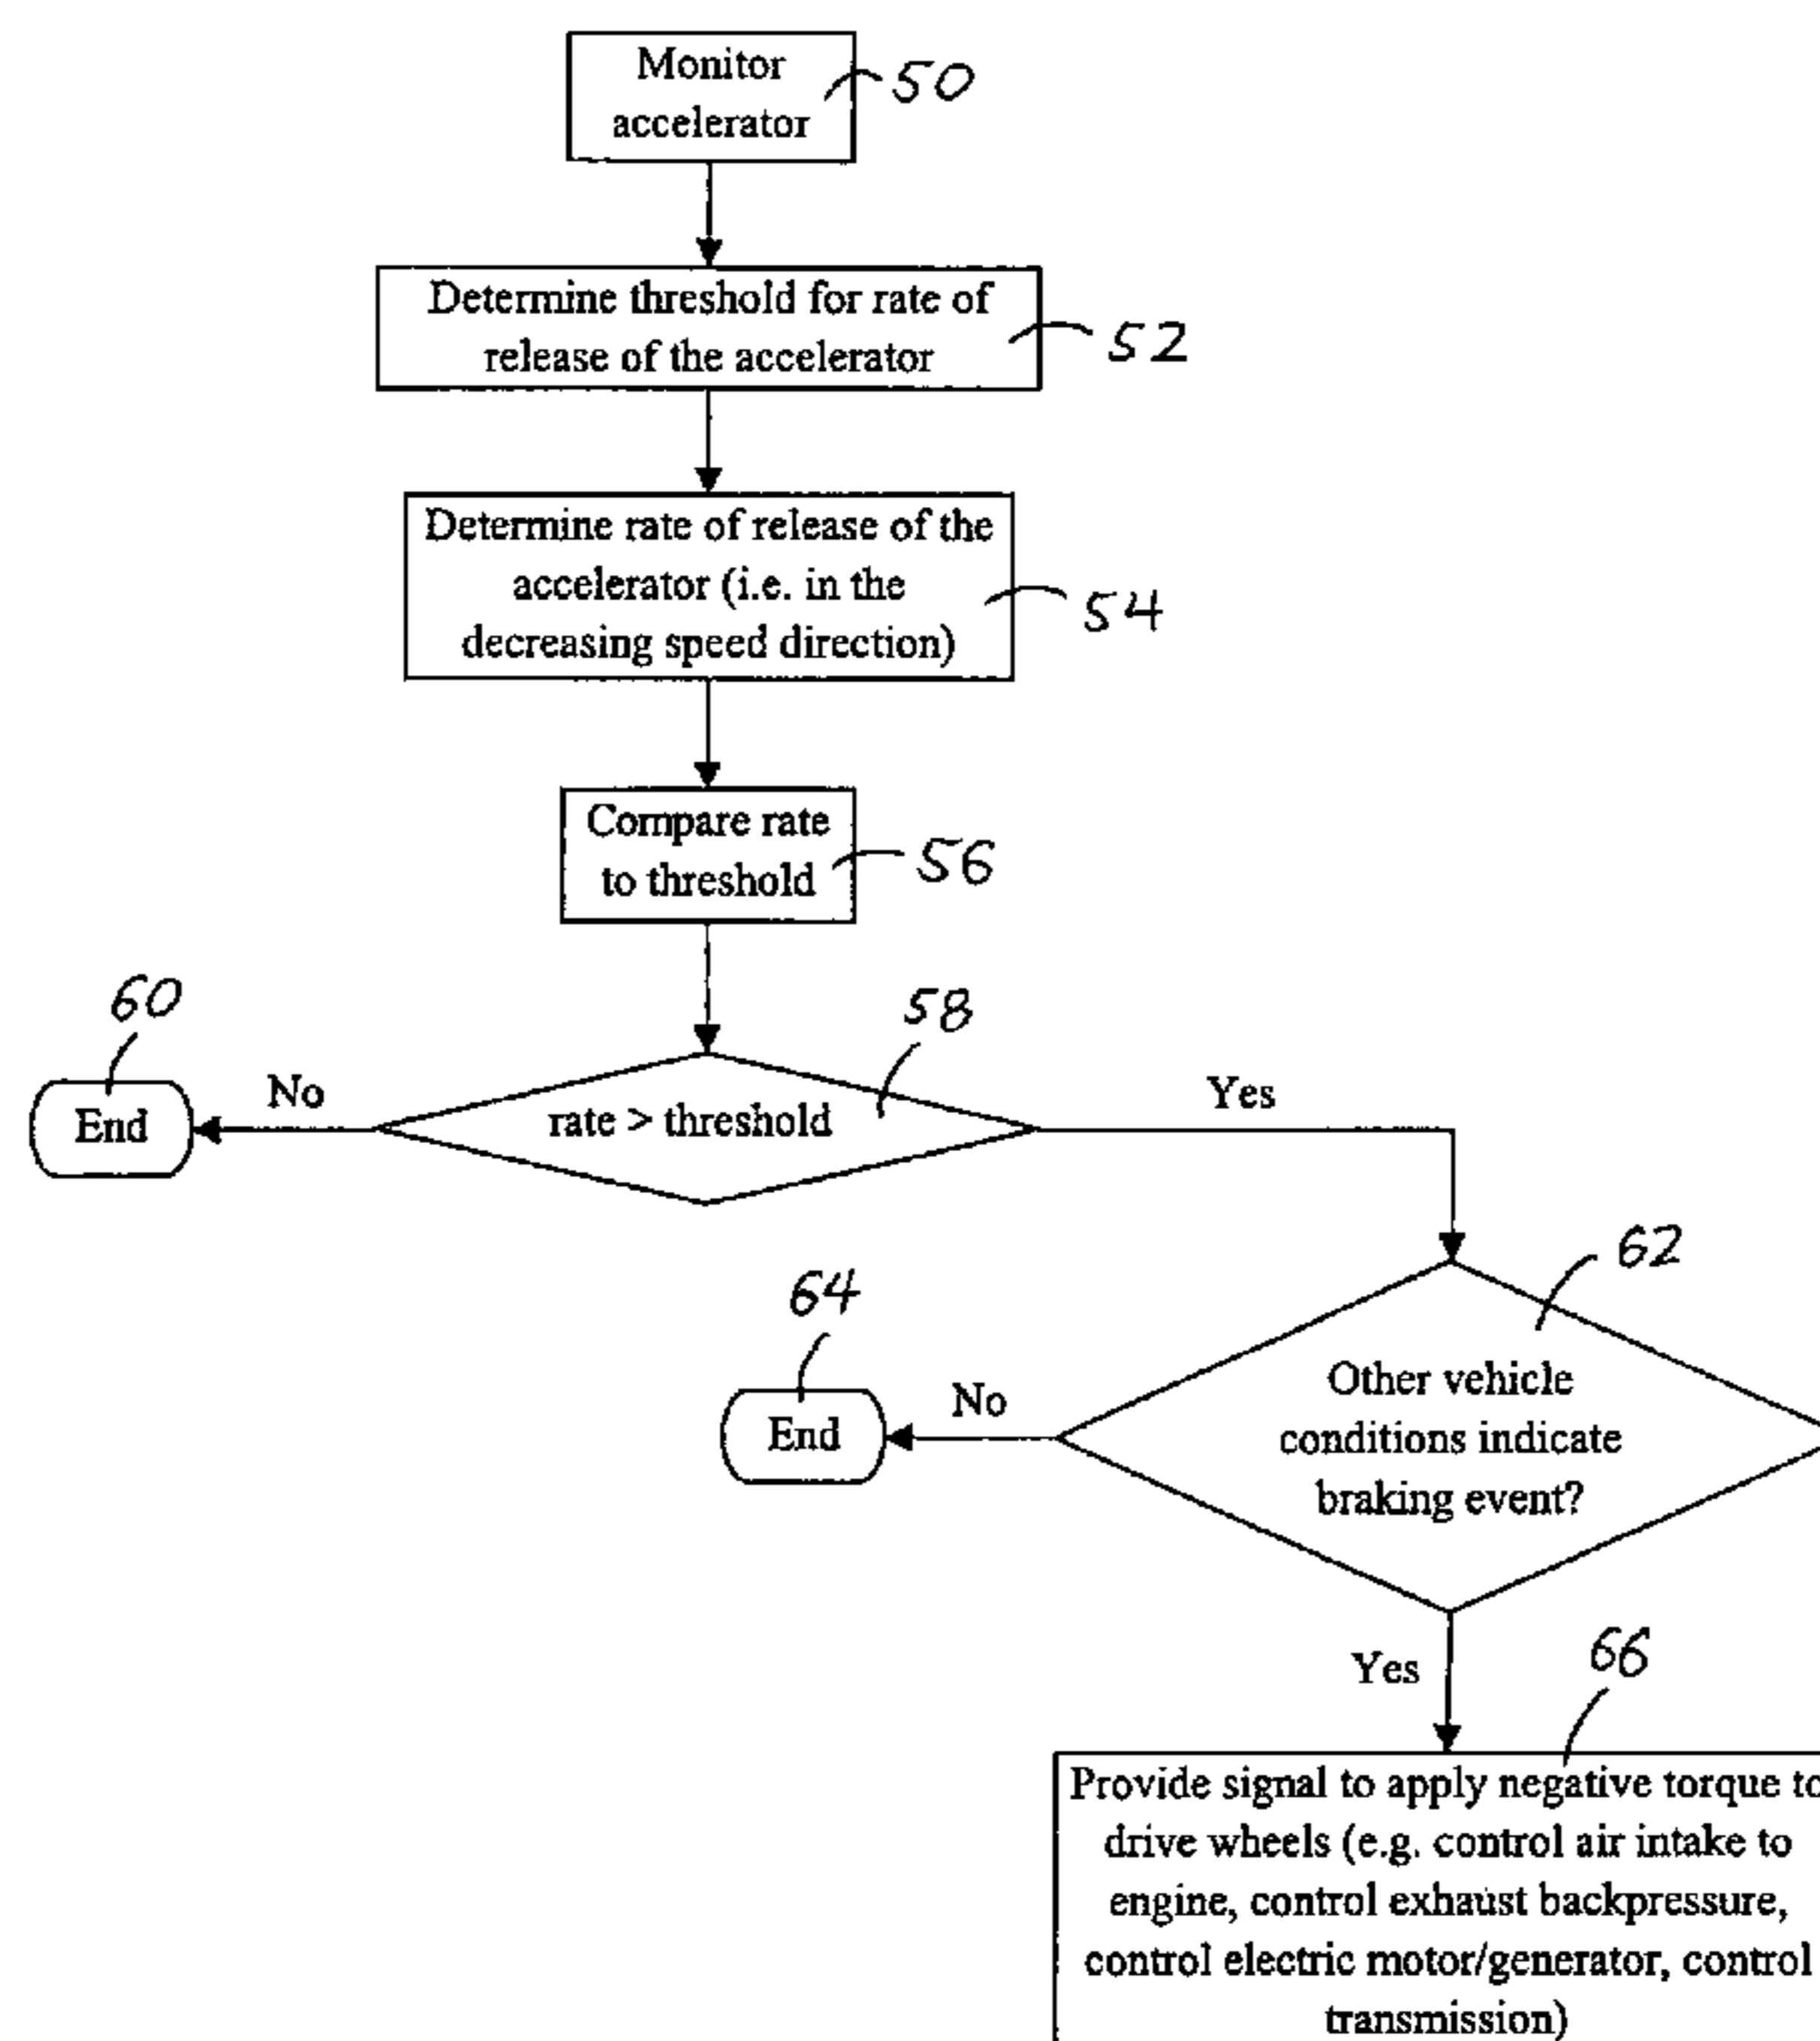 Monitor
accelerator
50
Determine threshold for rate of
release of the accelerator
52
Determine rate of release of the
accelerator (i.e. in the
decreasing speed direction)
54
Compare rate
to threshold
56
60
58
End
No
rate > threshold
Yes
62
64
Other vehicle
conditions indicate
braking event?
No
End
Yes
66
Provide signal to apply negative torque to
drive wheels (e.g. control air intake to
engine, control exhaust backpressure,
control electric motor/generator, control
transmission)